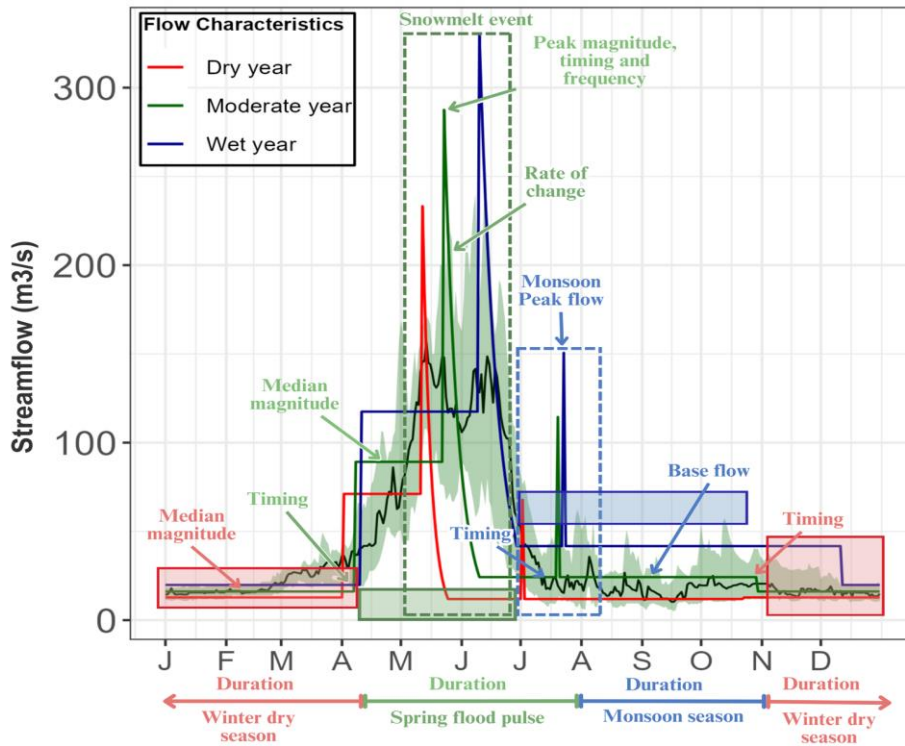 Flow Characteristics
Dry year
Moderate year
Wet year
Snowmelt event
Peak magnitude,
timing and
frequency
Rate of
change
Monsoon
Peak flow
Median
magnitude
Base flow
Timing
Timing
Timing
Median
magnitude
Streamflow (m3/s)
300
200
100
0
J F M A M J J A S O N D
Duration
Winter dry
season
Duration
Spring flood pulse
Duration
Monsoon season
Duration
Winter dry
season